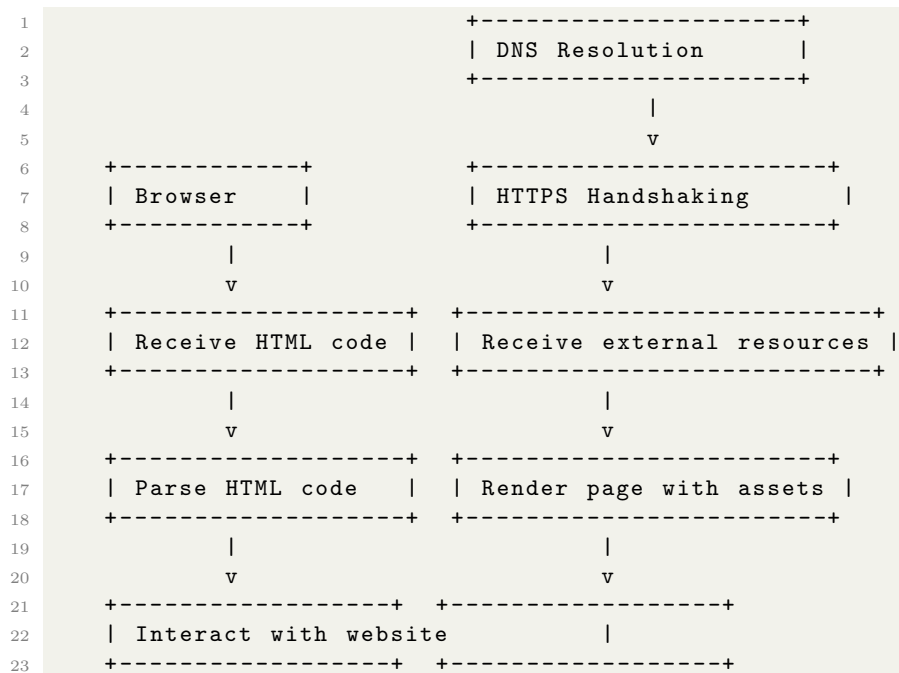 1                             +---------------------+
2                             | DNS Resolution      |
3                             +---------------------+
4                                         |
5                                         v
6     +------------+          +-----------------------+
7     | Browser    |          | HTTPS Handshaking      |
8     +------------+          +-----------------------+
9             |                        |
10            v                        v
11    +-------------------+  +---------------------------+
12    | Receive HTML code |  | Receive external resources |
13    +-------------------+  +---------------------------+
14            |                        |
15            v                        v
16    +-------------------+  +------------------------+
17    | Parse HTML code   |  | Render page with assets |
18    +-------------------+  +------------------------+
19            |                        |
20            v                        v
21    +------------------+  +------------------+
22    | Interact with website          |
23    +------------------+  +------------------+